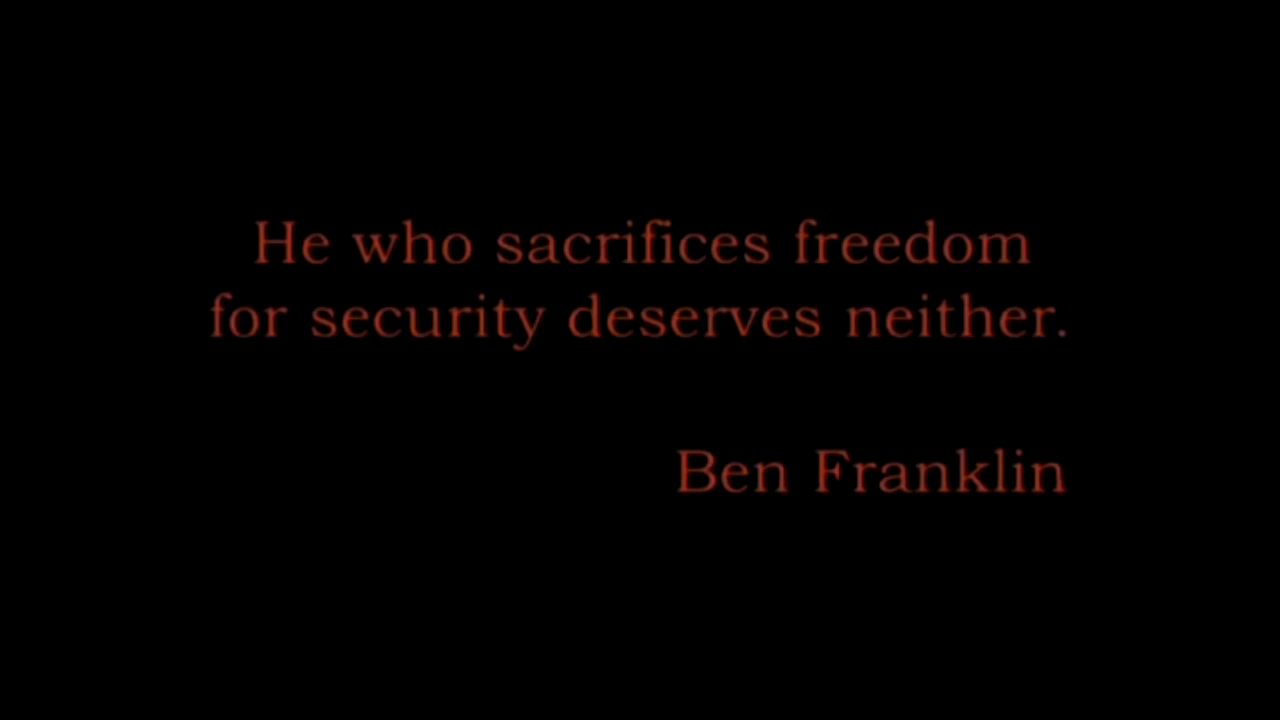 He who sacrifices freedom
for security deserves neither.
Ben Franklin